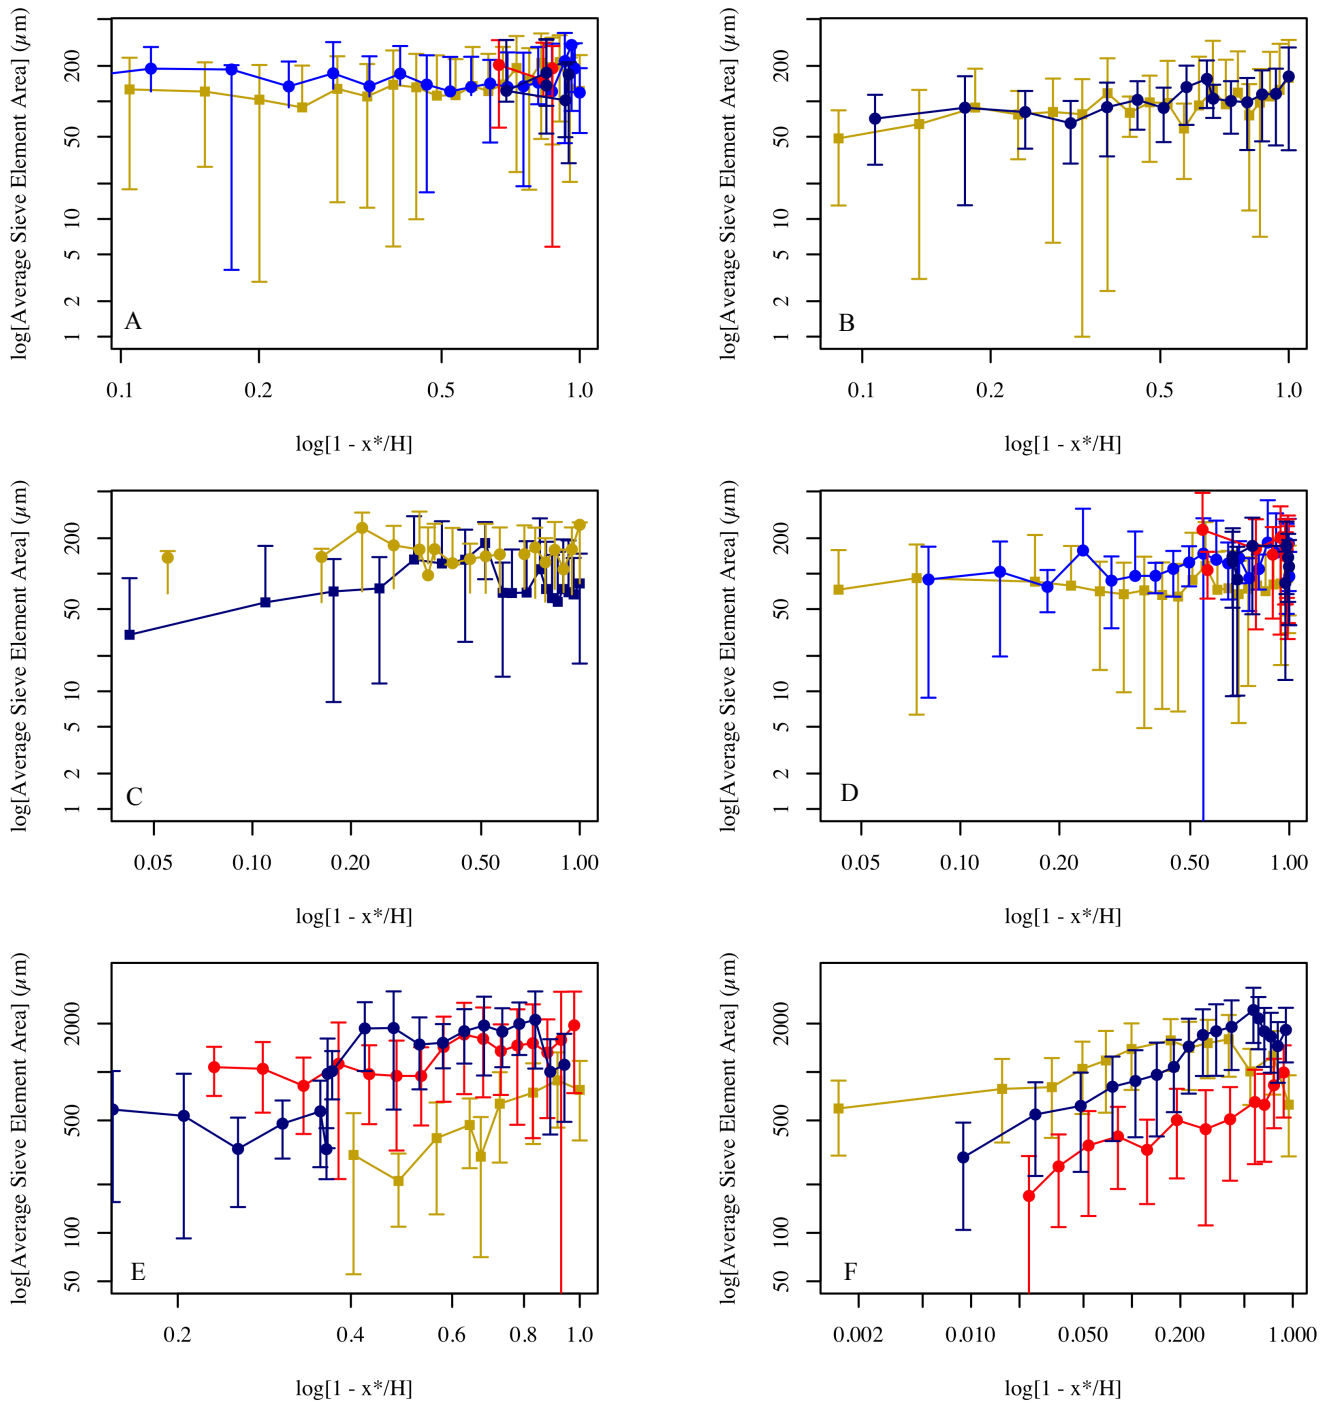 log[Average Sieve Element Area] (µm)
200
50
10
5
2
1
A
0.1 0.2 0.5 1.0
log[1 - x*/H]
log[Average Sieve Element Area] (µm)
200
50
10
5
2
1
B
0.1 0.2 0.5 1.0
log[1 - x*/H]
log[Average Sieve Element Area] (µm)
200
50
10
5
2
1
C
0.05 0.10 0.20 0.50 1.00
log[1 - x*/H]
log[Average Sieve Element Area] (µm)
200
50
10
5
2
1
D
0.05 0.10 0.20 0.50 1.00
log[1 - x*/H]
log[Average Sieve Element Area] (µm)
2000
500
100
50
E
0.2 0.4 0.6 0.8 1.0
log[1 - x*/H]
log[Average Sieve Element Area] (µm)
2000
500
100
50
F
0.002 0.010 0.050 0.200 1.000
log[1 - x*/H]